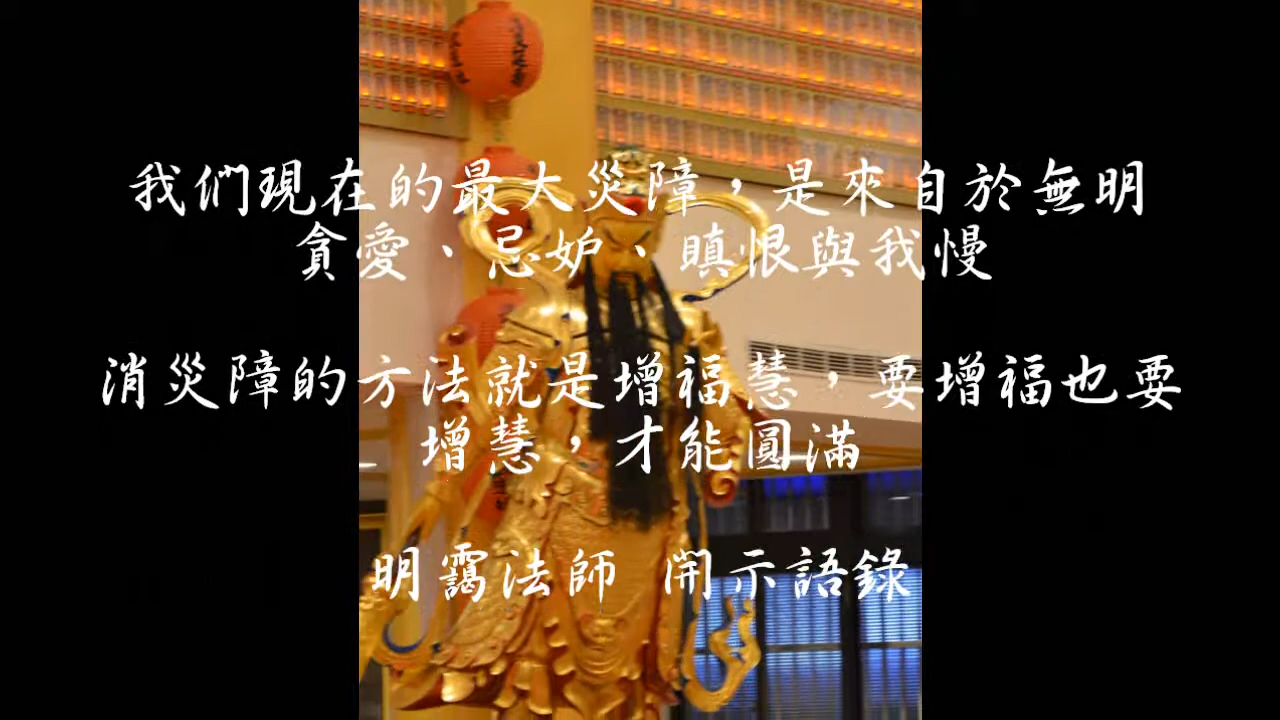 我们現在的最大災障，是來自於無明
貪愛、忌妒、瞋恨與我慢
消災障的方法就是增福慧，要增福也要
增慧，才能圓滿
明靄法師 開示語錄